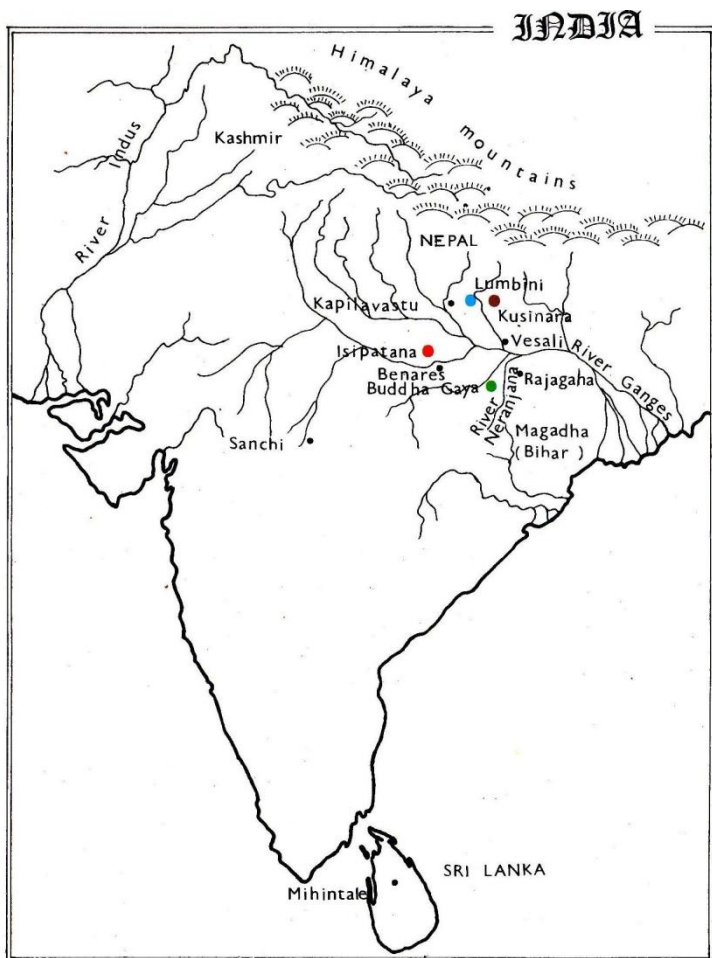 INDIA
Himalaya mountains
River Indus
Kashmir
NEPAL
Lumbini
Kapilavastu
Kusinara
Isipatana
Vesali
River Ganges
Benares
Buddha Gaya
Rajagaha
River Neranjana
Sanchi
Magadha
(Bihar )
SRI LANKA
Mihintale